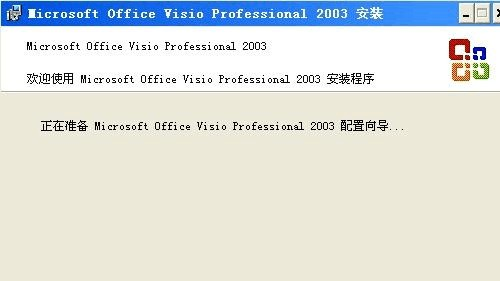 Microsoft Office Visio Professional 2003 安装
Microsoft Office Visio Professional 2003
欢迎使用 Microsoft Office Visio Professional 2003 安装程序
正在准备 Microsoft Office Visio Professional 2003 配置向导...